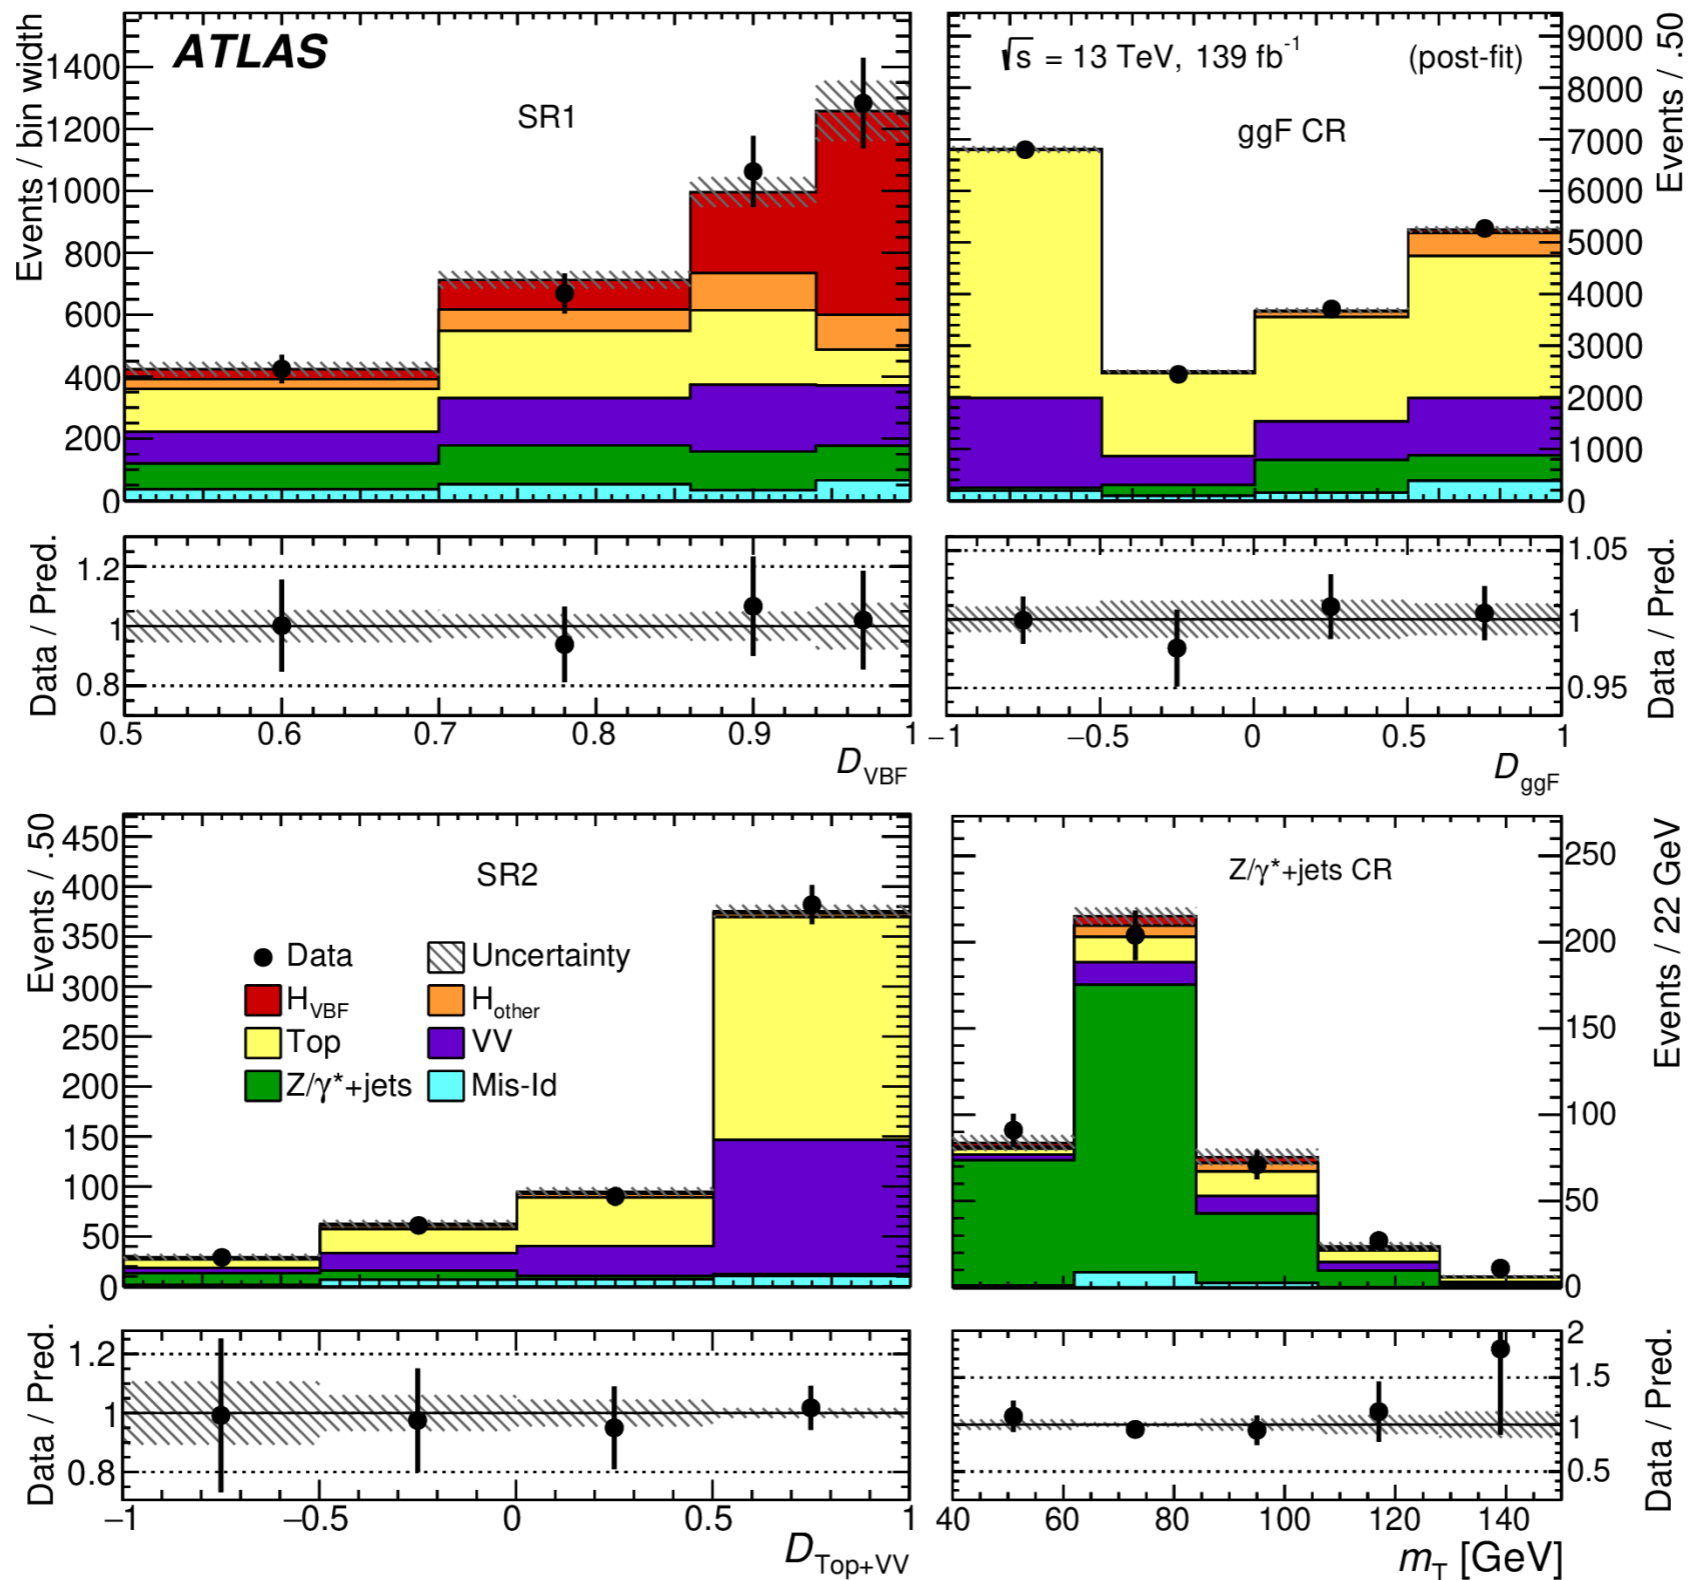 ATLAS
SR1
Events / bin width
1400
1200
1000
800
600
400
200
0
√s = 13 TeV, 139 fb-1 (post-fit)
ggF CR
Events / .50
9000
8000
7000
6000
5000
4000
3000
2000
1000
0
Data / Pred.
1.2
1
0.8
0.5 0.6 0.7 0.8 0.9 1
DVBF
Data / Pred.
1.05
1
0.95
−1 −0.5 0 0.5 1
DggF
Events / .50
450
400
350
300
250
200
150
100
50
0
SR2
Data Uncertainty
HVBF Hother
Top VV
Z/γ*+jets Mis-Id
Z/γ*+jets CR
Events / 22 GeV
250
200
150
100
50
0
Data / Pred.
1.2
1
0.8
−1 −0.5 0 0.5 1
DTop+VV
Data / Pred.
2
1.5
1
0.5
40 60 80 100 120 140
mT [GeV]